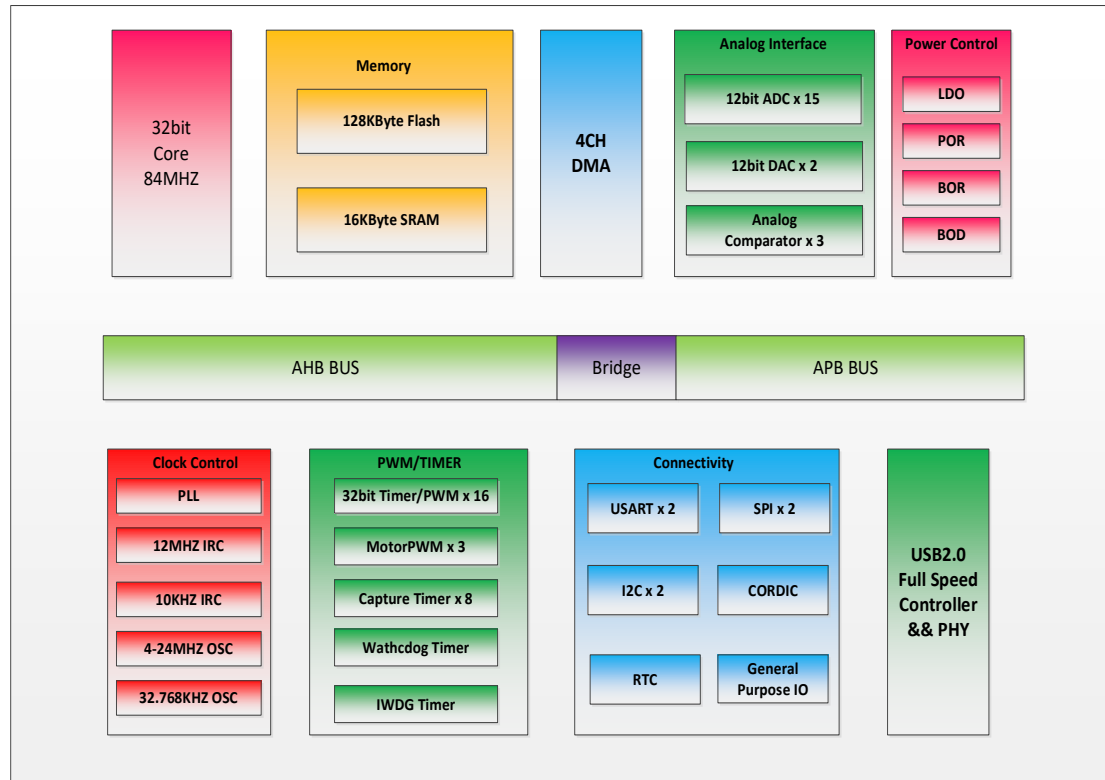 32bit
Core
84MHZ
Memory
128KByte Flash
16KByte SRAM
4CH
DMA
Analog Interface
12bit ADC x 15
12bit DAC x 2
Analog
Comparator x 3
Power Control
LDO
POR
BOR
BOD
AHB BUS
Bridge
APB BUS
Clock Control
PLL
12MHZ IRC
10KHZ IRC
4-24MHZ OSC
32.768KHZ OSC
PWM/TIMER
32bit Timer/PWM x 16
MotorPWM x 3
Capture Timer x 8
Wathcdog Timer
IWDG Timer
Connectivity
USART x 2
SPI x 2
I2C x 2
CORDIC
RTC
General
Purpose IO
USB2.0
Full Speed
Controller
&& PHY